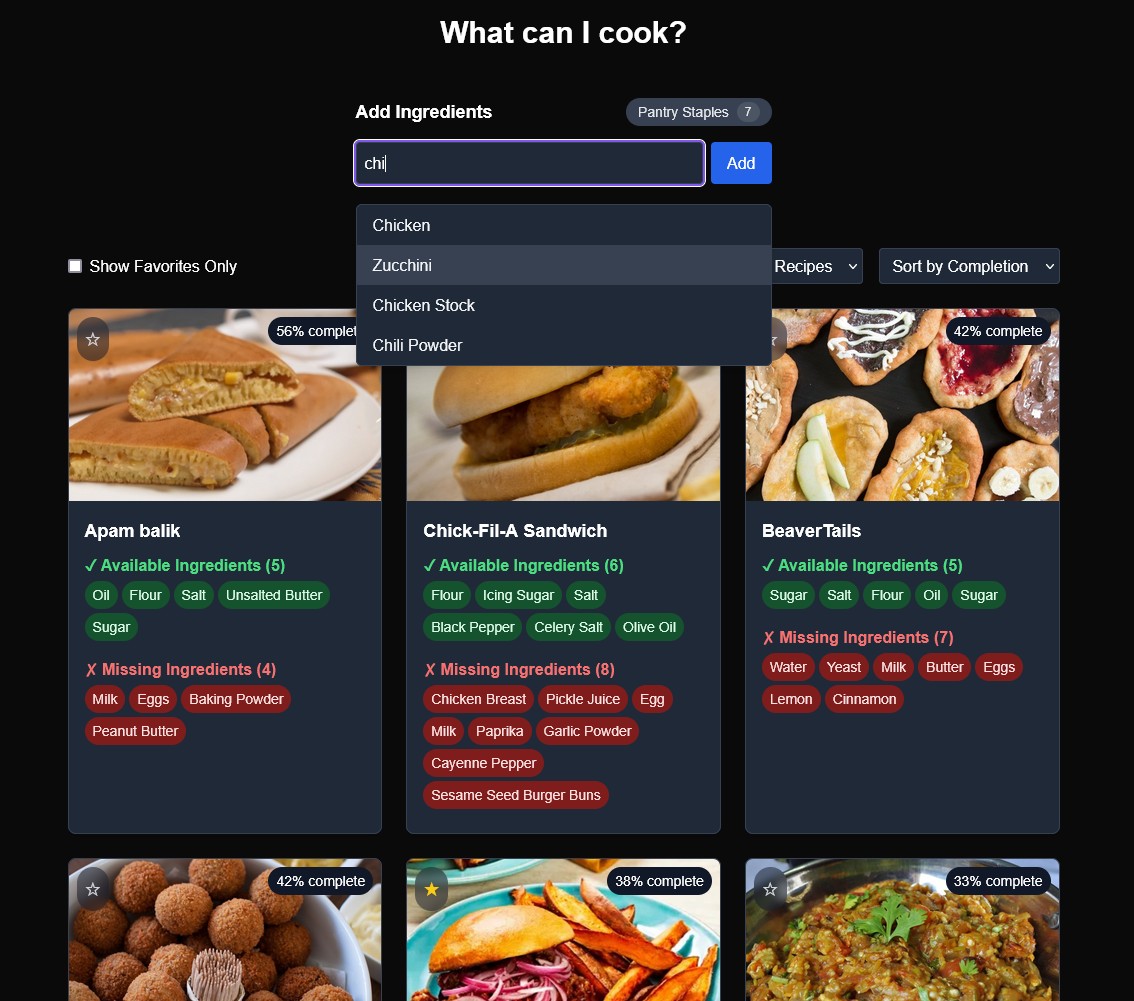 What can I cook?
Add Ingredients
Pantry Staples 7
chi
Add
Chicken
Zucchini
Chicken Stock
Chili Powder
Show Favorites Only
Recipes
Sort by Completion
56% complet
42% complete
Apam balik
✓ Available Ingredients (5)
Oil Flour Salt Unsalted Butter
Sugar
✗ Missing Ingredients (4)
Milk Eggs Baking Powder
Peanut Butter
Chick-Fil-A Sandwich
✓ Available Ingredients (6)
Flour Icing Sugar Salt
Black Pepper Celery Salt Olive Oil
✗ Missing Ingredients (8)
Chicken Breast Pickle Juice Egg
Milk Paprika Garlic Powder
Cayenne Pepper
Sesame Seed Burger Buns
BeaverTails
✓ Available Ingredients (5)
Sugar Salt Flour Oil Sugar
✗ Missing Ingredients (7)
Water Yeast Milk Butter Eggs
Lemon Cinnamon
42% complete
38% complete
33% complete